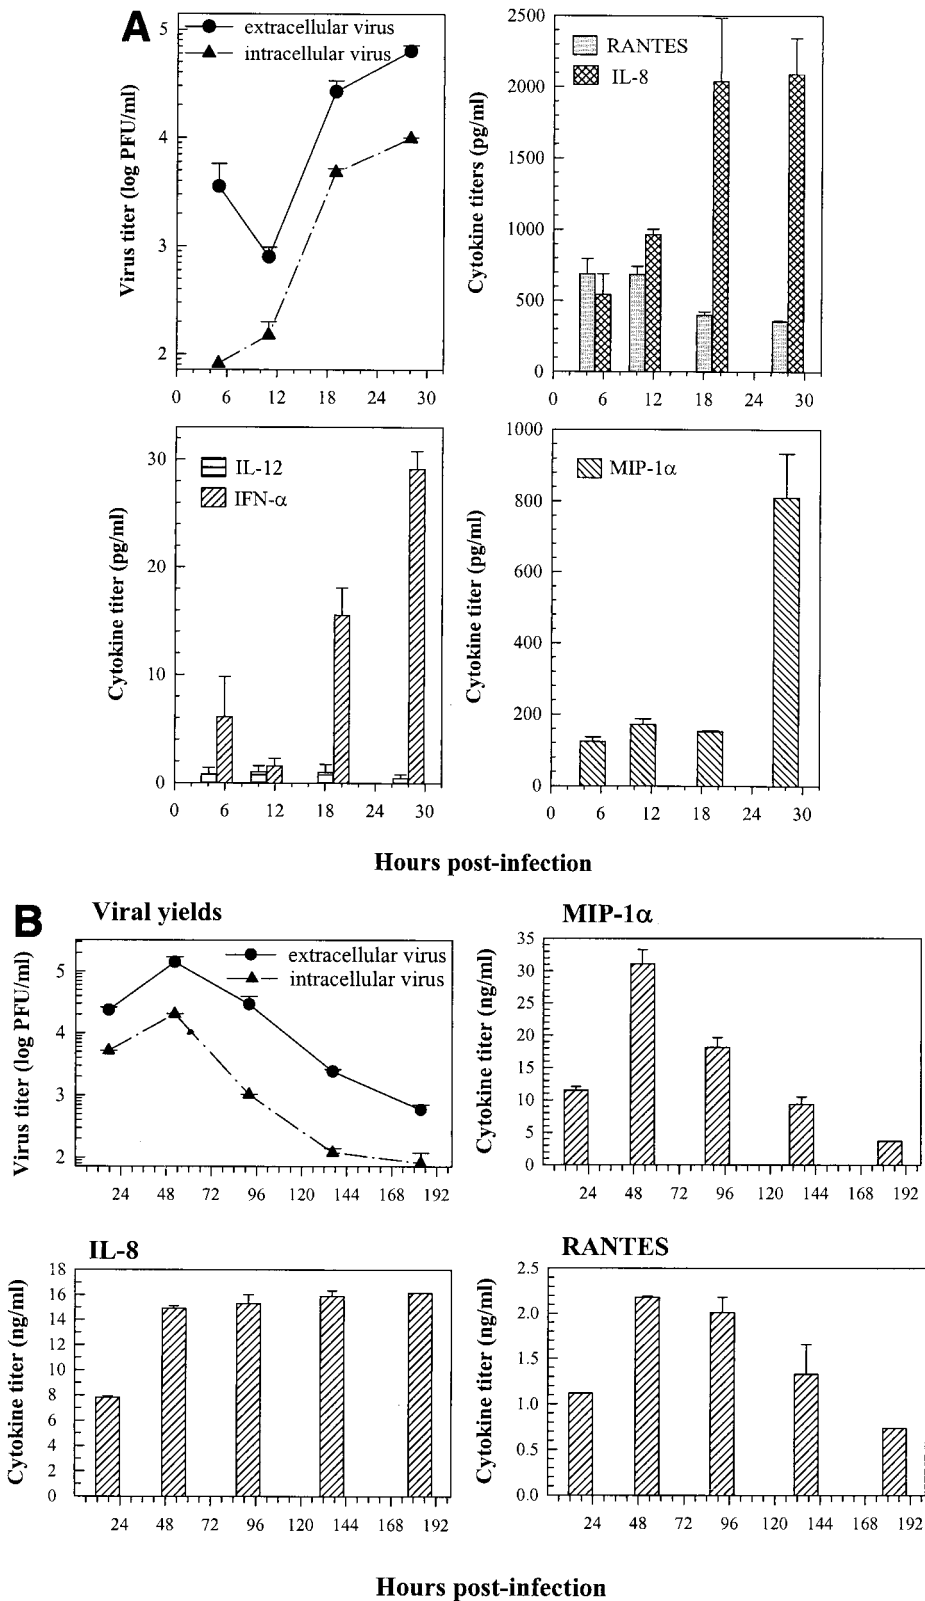 A
extracellular virus
intracellular virus
Virus titer (log PFU/ml)
5
4
3
2
0 6 12 18 24 30
RANTES
IL-8
Cytokine titers (pg/ml)
2500
2000
1500
1000
500
0
0 6 12 18 24 30
IL-12
IFN-α
Cytokine titer (pg/ml)
30
20
10
0
0 6 12 18 24 30
MIP-1α
Cytokine titer (pg/ml)
1000
800
600
400
200
0
0 6 12 18 24 30
Hours post-infection
B
Viral yields
extracellular virus
intracellular virus
Virus titer (log PFU/ml)
5
4
3
2
24 48 72 96 120 144 168 192
MIP-1α
Cytokine titer (ng/ml)
35
30
25
20
15
10
5
0
24 48 72 96 120 144 168 192
IL-8
Cytokine titer (ng/ml)
18
16
14
12
10
8
6
4
2
0
24 48 72 96 120 144 168 192
RANTES
Cytokine titer (ng/ml)
2.5
2.0
1.5
1.0
0.5
0.0
24 48 72 96 120 144 168 192
Hours post-infection